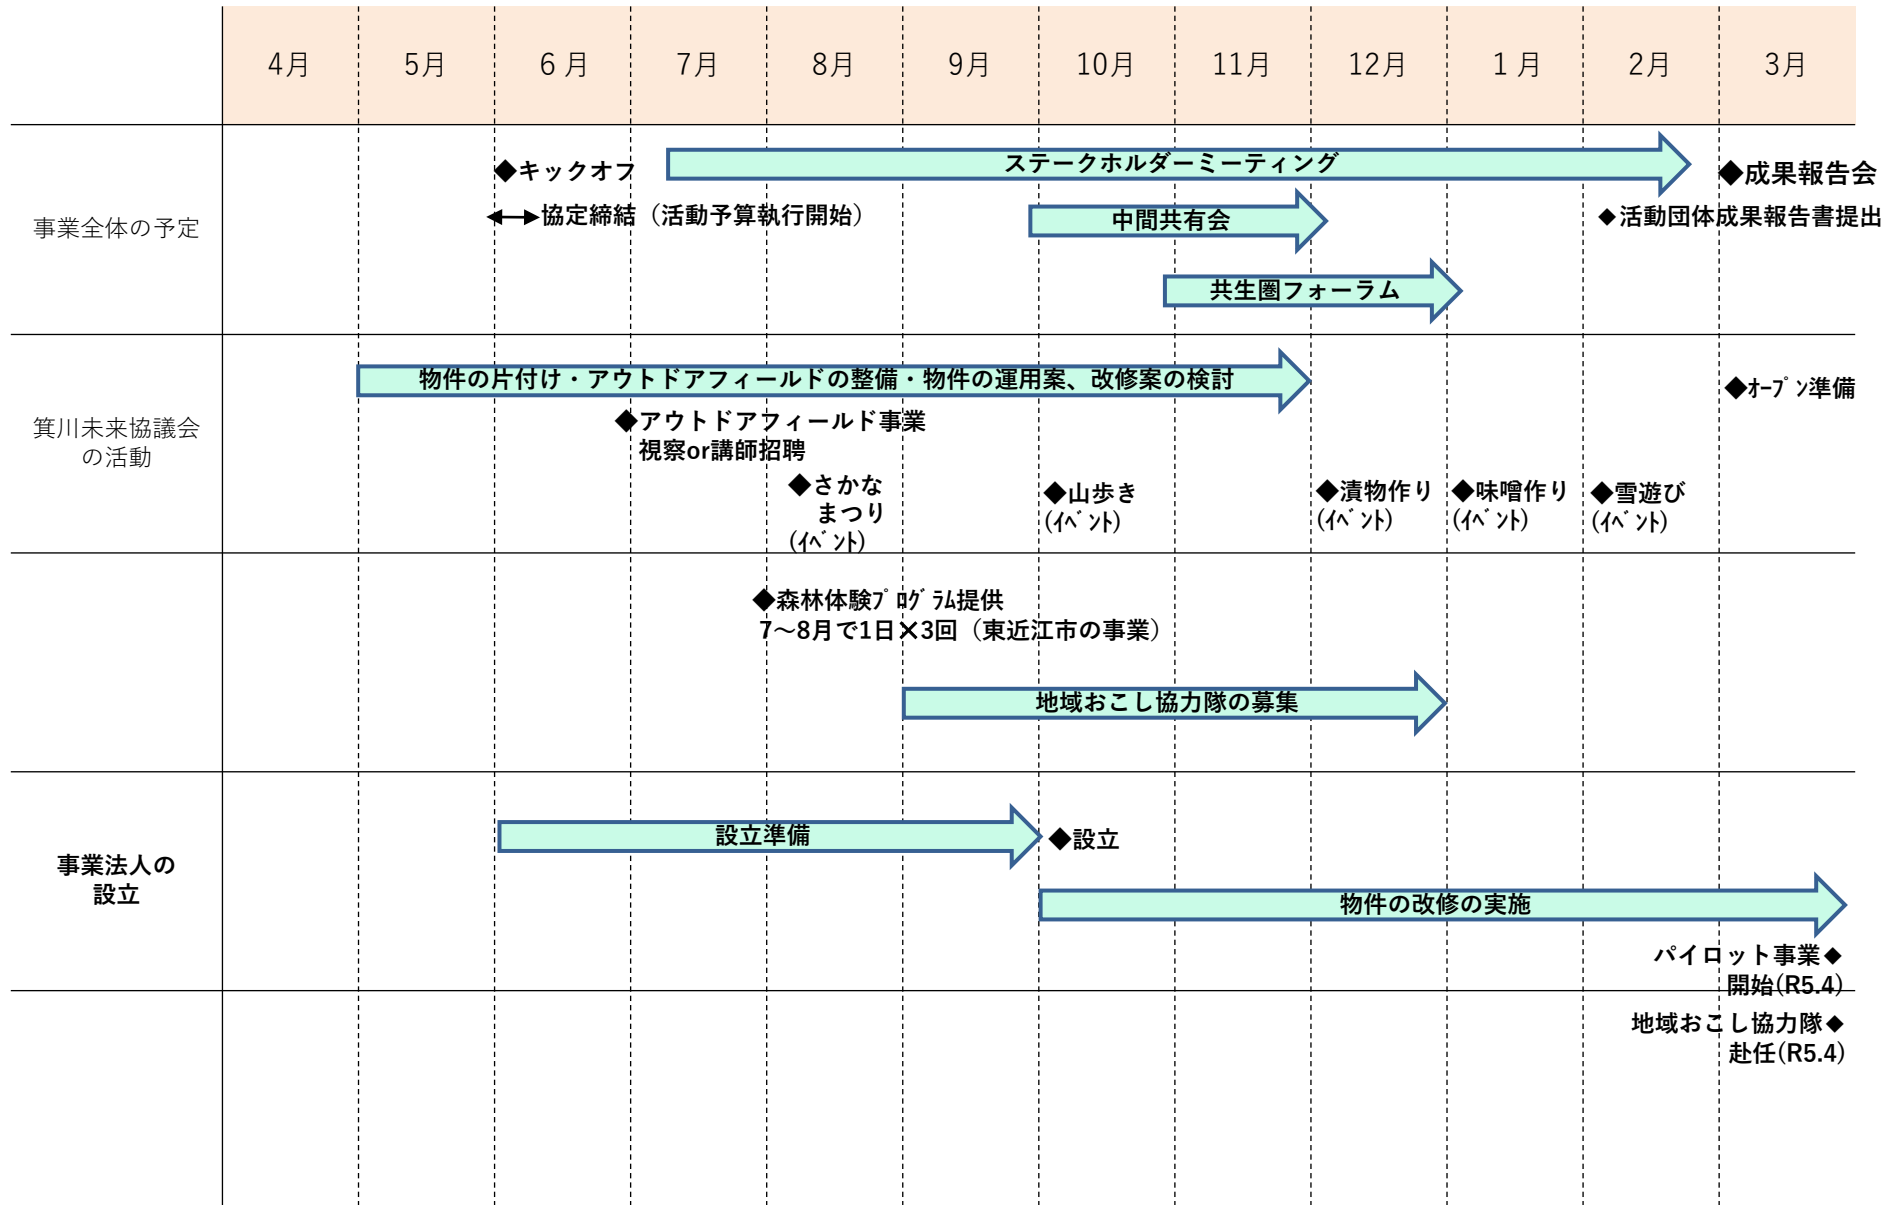 4月 5月 6 月 7月 8月 9月 10月 11月 12月 1 月 2月 3月
事業全体の予定
◆キックオフ
ステークホルダーミーティング
◆成果報告会
協定締結（活動予算執行開始）
中間共有会
◆活動団体成果報告書提出
共生圏フォーラム
箕川未来協議会
の活動
物件の片付け・アウトドアフィールドの整備・物件の運用案、改修案の検討
◆ｵｰﾌﾟﾝ準備
◆アウトドアフィールド事業
視察or講師招聘
◆さかな
まつり
(ｲﾍﾞﾝﾄ)
◆山歩き
(ｲﾍﾞﾝﾄ)
◆漬物作り
(ｲﾍﾞﾝﾄ)
◆味噌作り
(ｲﾍﾞﾝﾄ)
◆雪遊び
(ｲﾍﾞﾝﾄ)
◆森林体験ﾌﾟﾛｸﾞﾗﾑ提供
7～8月で1日✕3回（東近江市の事業）
地域おこし協力隊の募集
事業法人の
設立
設立準備
◆設立
物件の改修の実施
パイロット事業◆
開始(R5.4)
地域おこし協力隊◆
赴任(R5.4)